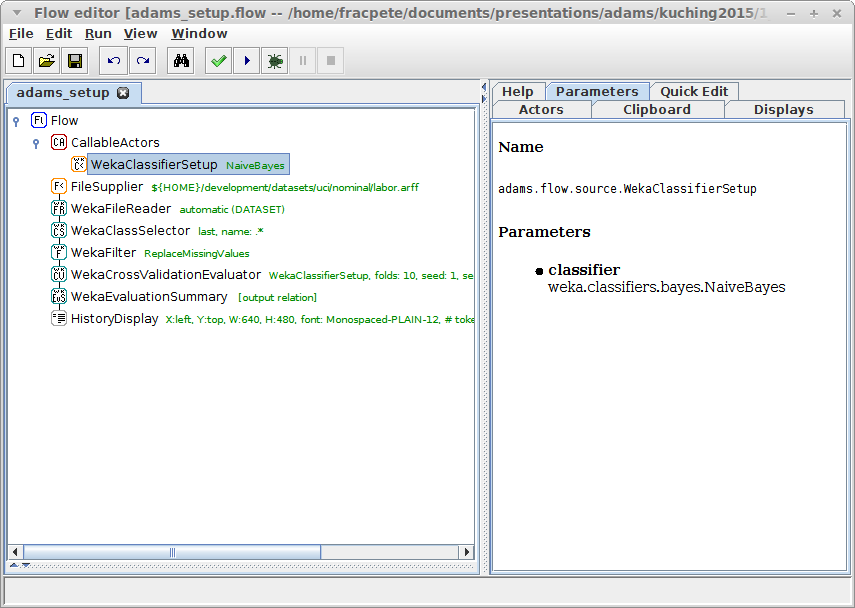 Flow editor [adams_setup.flow -- /home/fracpete/documents/presentations/adams/kuching2015/1
File Edit Run View Window
adams_setup
Help Parameters Quick Edit
Actors Clipboard Displays
Fl Flow
CA CallableActors
WekaClassifierSetup NaiveBayes
FileSupplier ${HOME}/development/datasets/uci/nominal/labor.arff
WekaFileReader automatic (DATASET)
WekaClassSelector last, name: .*
WekaFilter ReplaceMissingValues
WekaCrossValidationEvaluator WekaClassifierSetup, folds: 10, seed: 1, se
WekaEvaluationSummary [output relation]
HistoryDisplay X:left, Y:top, W:640, H:480, font: Monospaced-PLAIN-12, # toke
Name
adams.flow.source.WekaClassifierSetup
Parameters
classifier
weka.classifiers.bayes.NaiveBayes